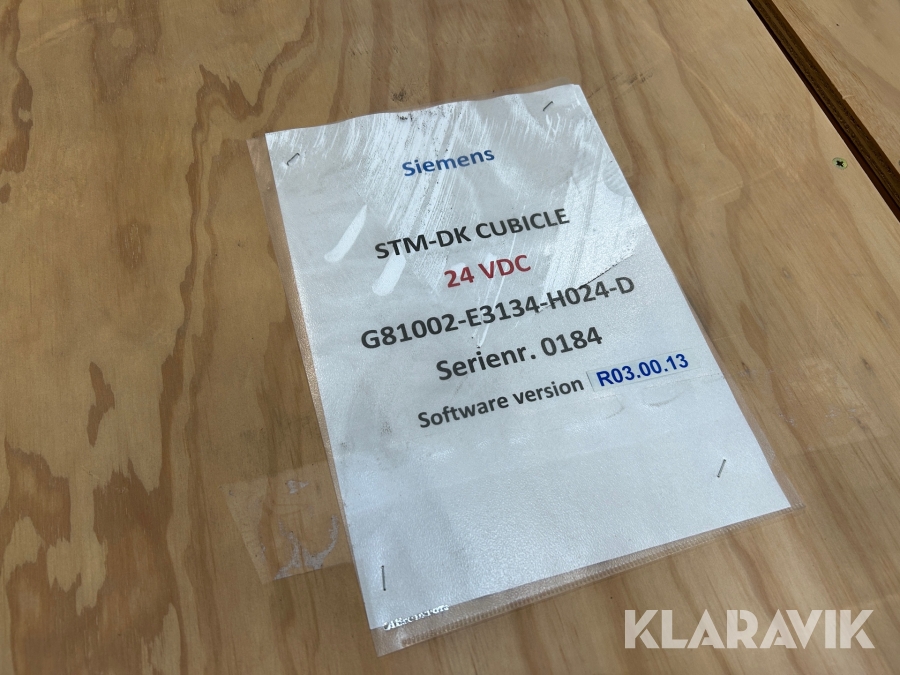 Siemens
STM-DK CUBICLE
24 VDC
G81002-E3134-H024-D
Serienr. 0184
Software version R03.00.13
KLARAVIK